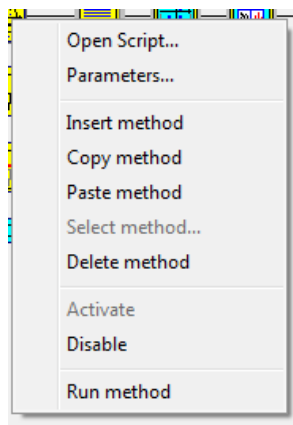 Open Script...
Parameters...
Insert method
Copy method
Paste method
Select method...
Delete method
Activate
Disable
Run method